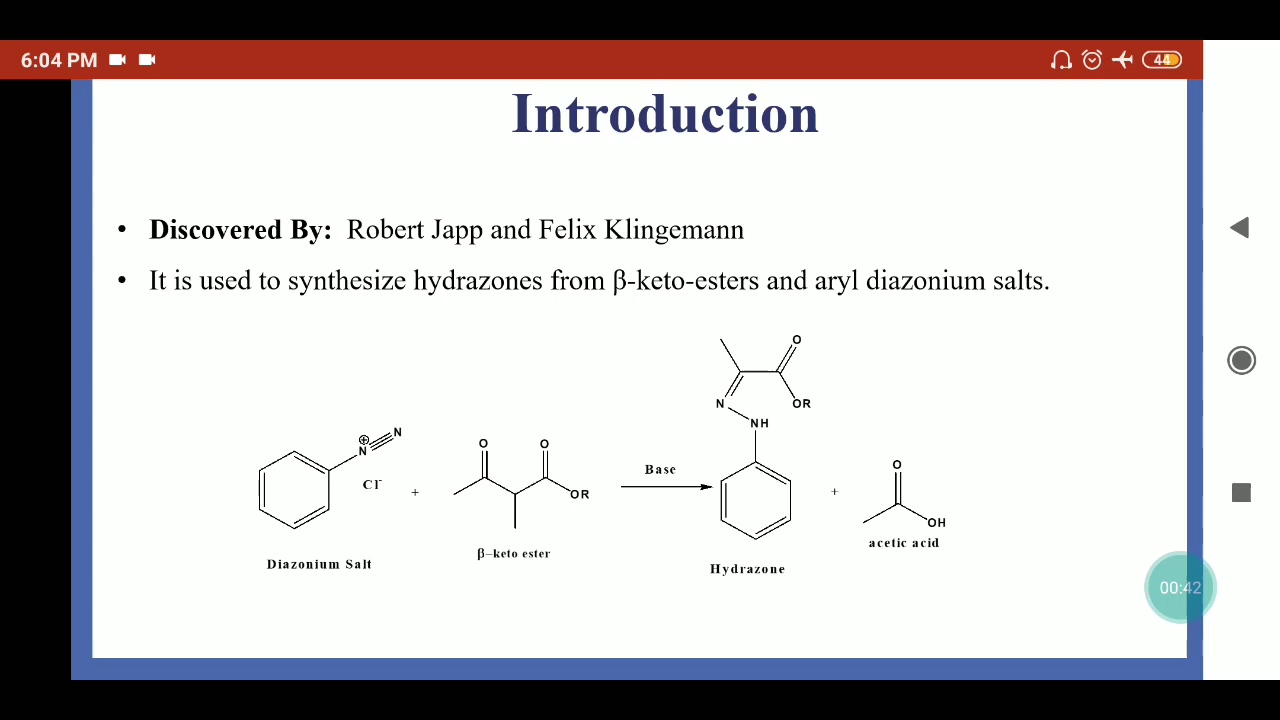 6:04 PM
44
Introduction
• Discovered By: Robert Japp and Felix Klingemann
• It is used to synthesize hydrazones from β-keto-esters and aryl diazonium salts.
O
N
OR
NH
N
⊕
N
Cl⁻
+
O
O
OR
Base
+
O
OH
Diazonium Salt
β–keto ester
Hydrazone
acetic acid
00:42